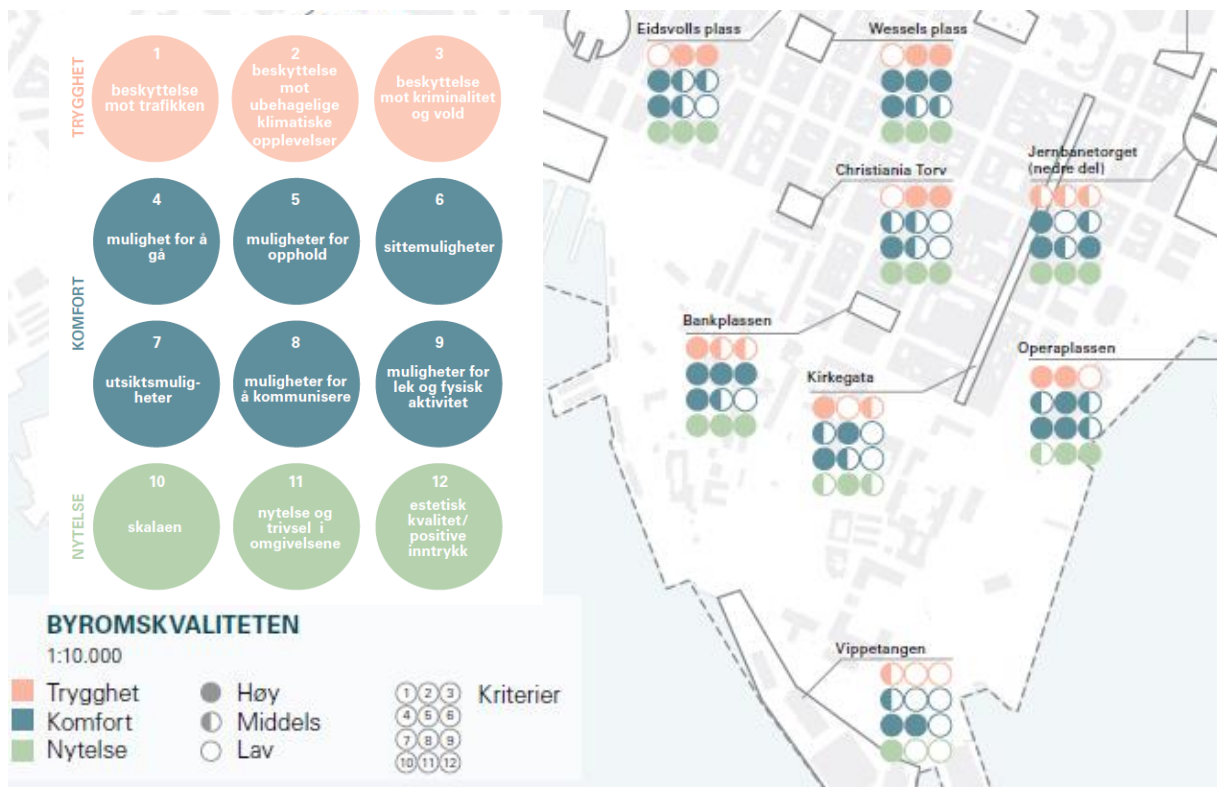 TRYGGHET
1
beskyttelse
mot trafikken
2
beskyttelse
mot
ubehagelige
klimatiske
opplevelser
3
beskyttelse
mot kriminalitet
og vold
KOMFORT
4
mulighet for å
gå
5
muligheter for
opphold
6
sittemuligheter
7
utsiktsmulig-
heter
8
muligheter for
å kommunisere
9
muligheter for
lek og fysisk
aktivitet
NYTELSE
10
skalaen
11
nytelse og
trivsel i
omgivelsene
12
estetisk
kvalitet/
positive
inntrykk
BYROMSKVALITETEN
1:10.000
Trygghet
Komfort
Nytelse
Høy
Middels
Lav
1 2 3
4 5 6
7 8 9
10 11 12
Kriterier
Eidsvolls plass
Wessels plass
Christiania Torv
Jernbanetorget
(nedre del)
Bankplassen
Kirkegata
Operaplassen
Vippetangen